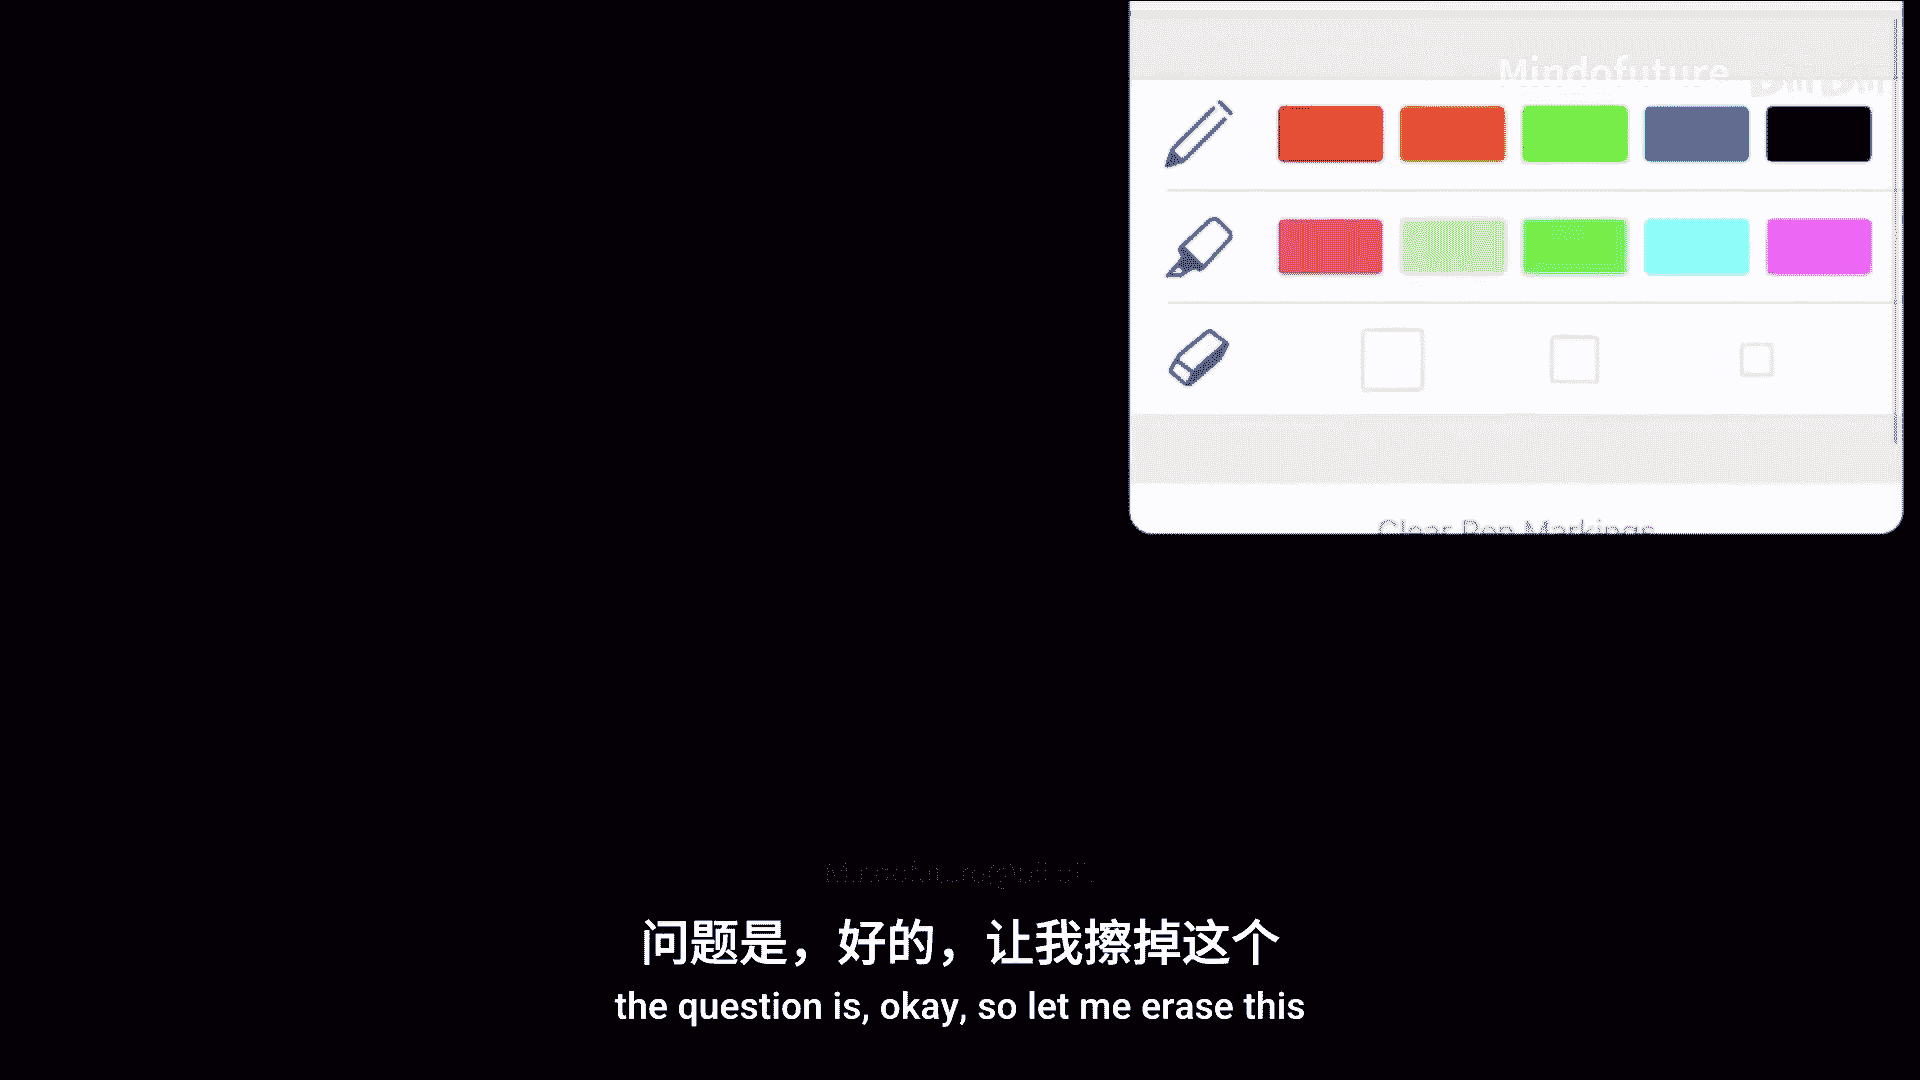 Mindofuture
Clear Pen Markings
问题是，好的，让我擦掉这个
the question is, okay, so let me erase this